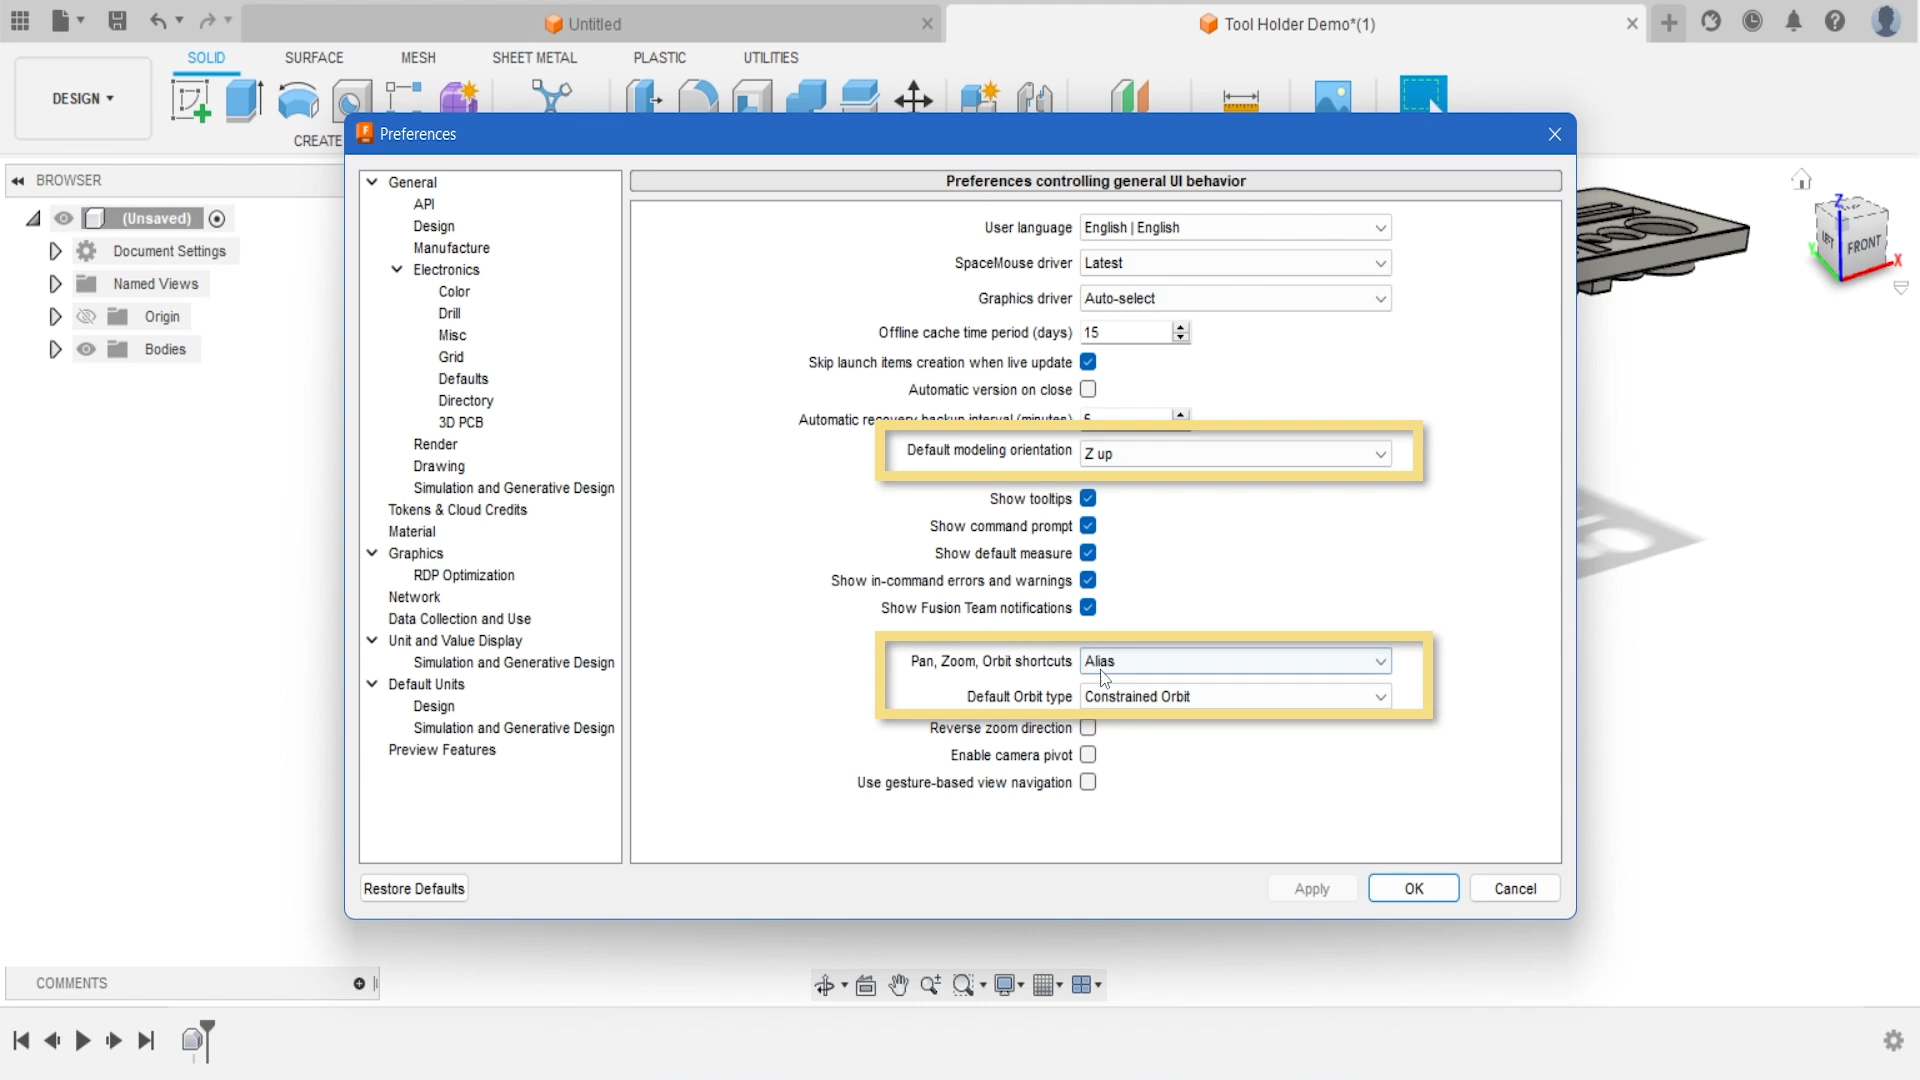 Untitled
Tool Holder Demo*(1)
SOLID
SURFACE
MESH
SHEET METAL
PLASTIC
UTILITIES
DESIGN
CREATE
Preferences
BROWSER
(Unsaved)
Document Settings
Named Views
Origin
Bodies
General
API
Design
Manufacture
Electronics
Color
Drill
Misc
Grid
Defaults
Directory
3D PCB
Render
Drawing
Simulation and Generative Design
Tokens & Cloud Credits
Material
Graphics
RDP Optimization
Network
Data Collection and Use
Unit and Value Display
Simulation and Generative Design
Default Units
Design
Simulation and Generative Design
Preview Features
Preferences controlling general UI behavior
User language English | English
SpaceMouse driver Latest
Graphics driver Auto-select
Offline cache time period (days) 15
Skip launch items creation when live update
Automatic version on close
Automatic recovery backup interval (minutes) 5
Default modeling orientation Z up
Show tooltips
Show command prompt
Show default measure
Show in-command errors and warnings
Show Fusion Team notifications
Pan, Zoom, Orbit shortcuts Alias
Default Orbit type Constrained Orbit
Reverse zoom direction
Enable camera pivot
Use gesture-based view navigation
Restore Defaults
Apply
OK
Cancel
Z
LEFT
FRONT
X
Y
COMMENTS